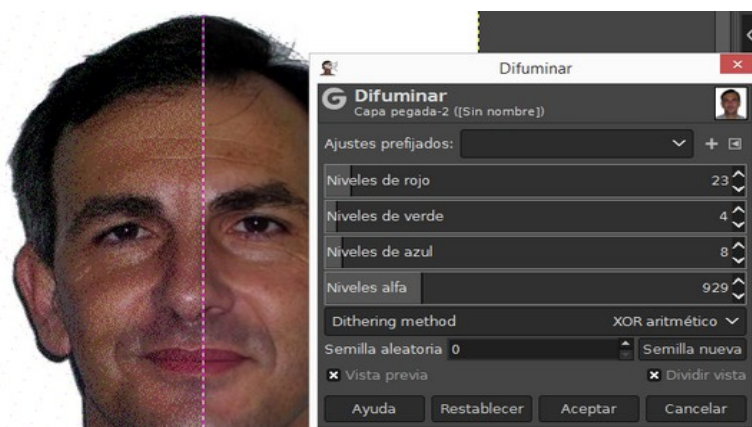 Difuminar
Difuminar
Capa pegada-2 ([Sin nombre])
Ajustes prefijados:
Niveles de rojo 23
Niveles de verde 4
Niveles de azul 8
Niveles alfa 929
Dithering method XOR aritmético
Semilla aleatoria 0 Semilla nueva
Vista previa Dividir vista
Ayuda Restablecer Aceptar Cancelar